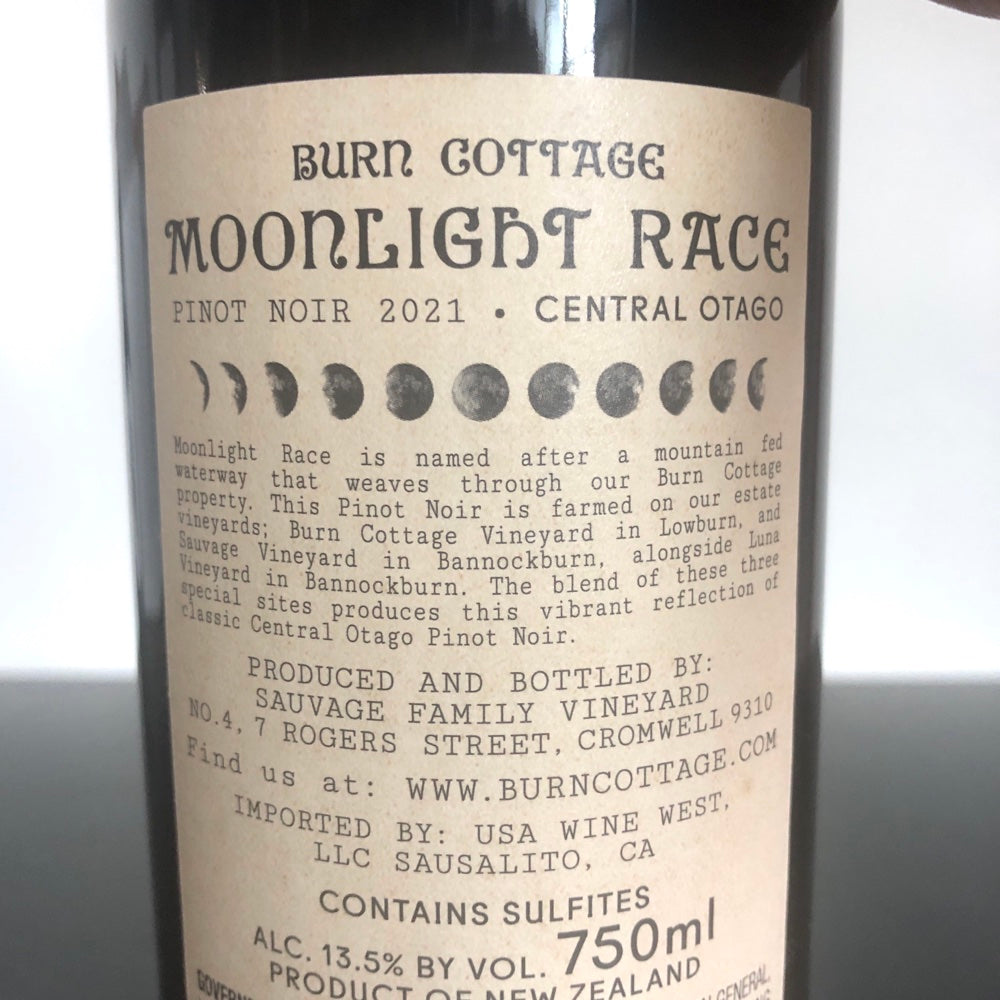 BURN COTTAGE
MOONLIGHT RACE
PINOT NOIR 2021 • CENTRAL OTAGO
Moonlight Race is named after a mountain fed
waterway that weaves through our Burn Cottage
property. This Pinot Noir is farmed on our estate
vineyards; Burn Cottage Vineyard in Lowburn, and
Sauvage Vineyard in Bannockburn, alongside Luna
Vineyard in Bannockburn. The blend of these three
special sites produces this vibrant reflection of
classic Central Otago Pinot Noir.
PRODUCED AND BOTTLED BY:
SAUVAGE FAMILY VINEYARD
NO.4, 7 ROGERS STREET, CROMWELL 9310
Find us at: WWW.BURNCOTTAGE.COM
IMPORTED BY: USA WINE WEST,
LLC SAUSALITO, CA
CONTAINS SULFITES
ALC. 13.5% BY VOL. 750ml
PRODUCT OF NEW ZEALAND
GENERAL,